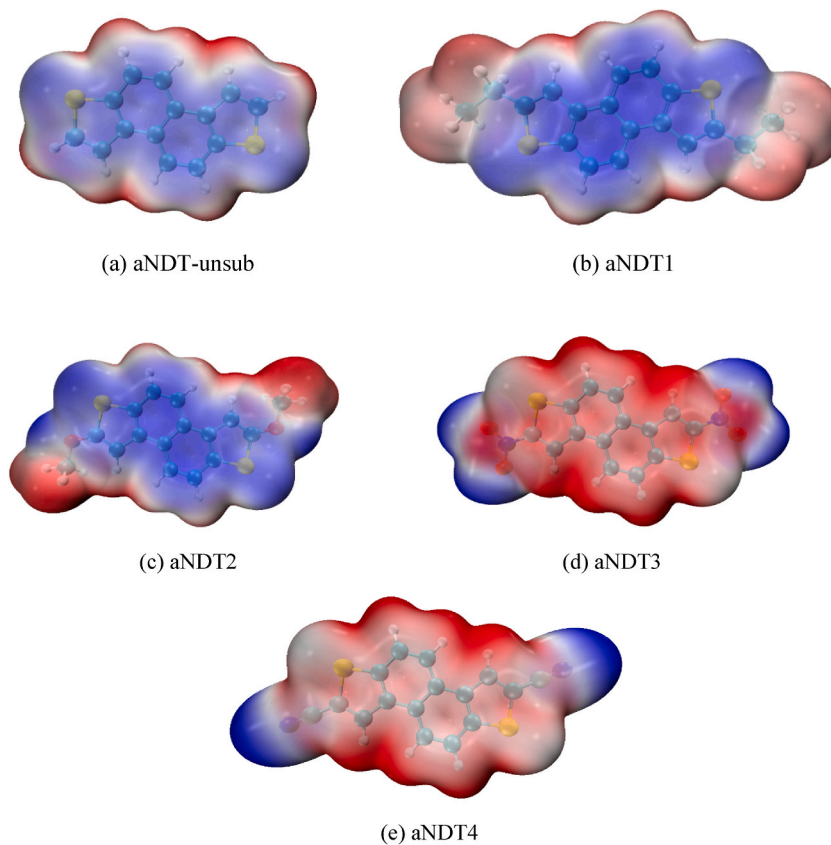 (a) aNDT-unsub
(b) aNDT1
(c) aNDT2
(d) aNDT3
(e) aNDT4